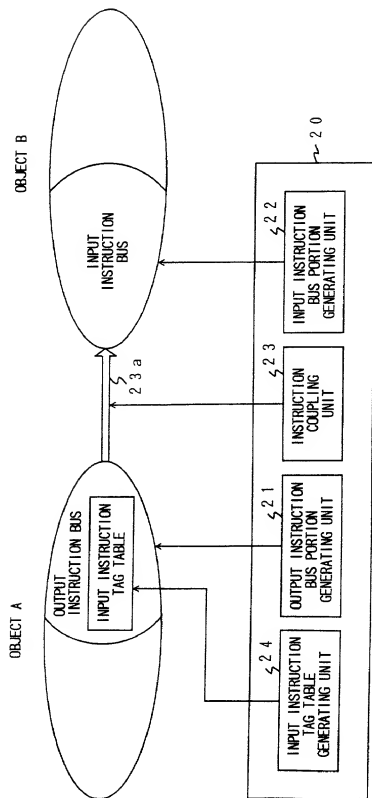 OBJECT A
OBJECT B
OUTPUT
INSTRUCTION BUS
INPUT INSTRUCTION
TAG TABLE
23a
INPUT
INSTRUCTION
BUS
24
21
23
22
20
INPUT INSTRUCTION
TAG TABLE
GENERATING UNIT
OUTPUT INSTRUCTION
BUS PORTION
GENERATING UNIT
INSTRUCTION
COUPLING
UNIT
INPUT INSTRUCTION
BUS PORTION
GENERATING UNIT